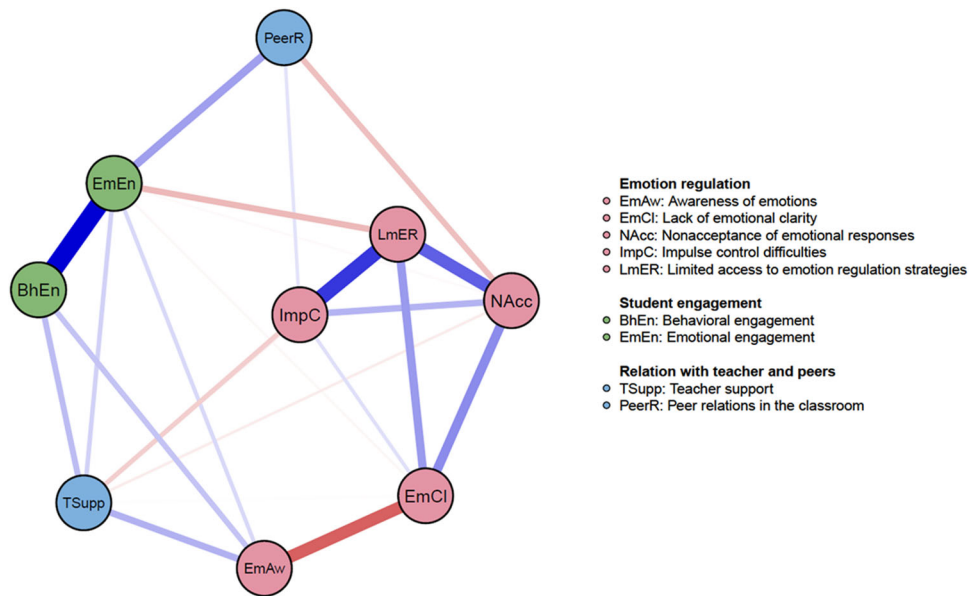 PeerR
EmEn
LmER
BhEn
ImpC
NAcc
TSupp
EmCl
EmAw
Emotion regulation
EmAw: Awareness of emotions
EmCl: Lack of emotional clarity
NAcc: Nonacceptance of emotional responses
ImpC: Impulse control difficulties
LmER: Limited access to emotion regulation strategies
Student engagement
BhEn: Behavioral engagement
EmEn: Emotional engagement
Relation with teacher and peers
TSupp: Teacher support
PeerR: Peer relations in the classroom